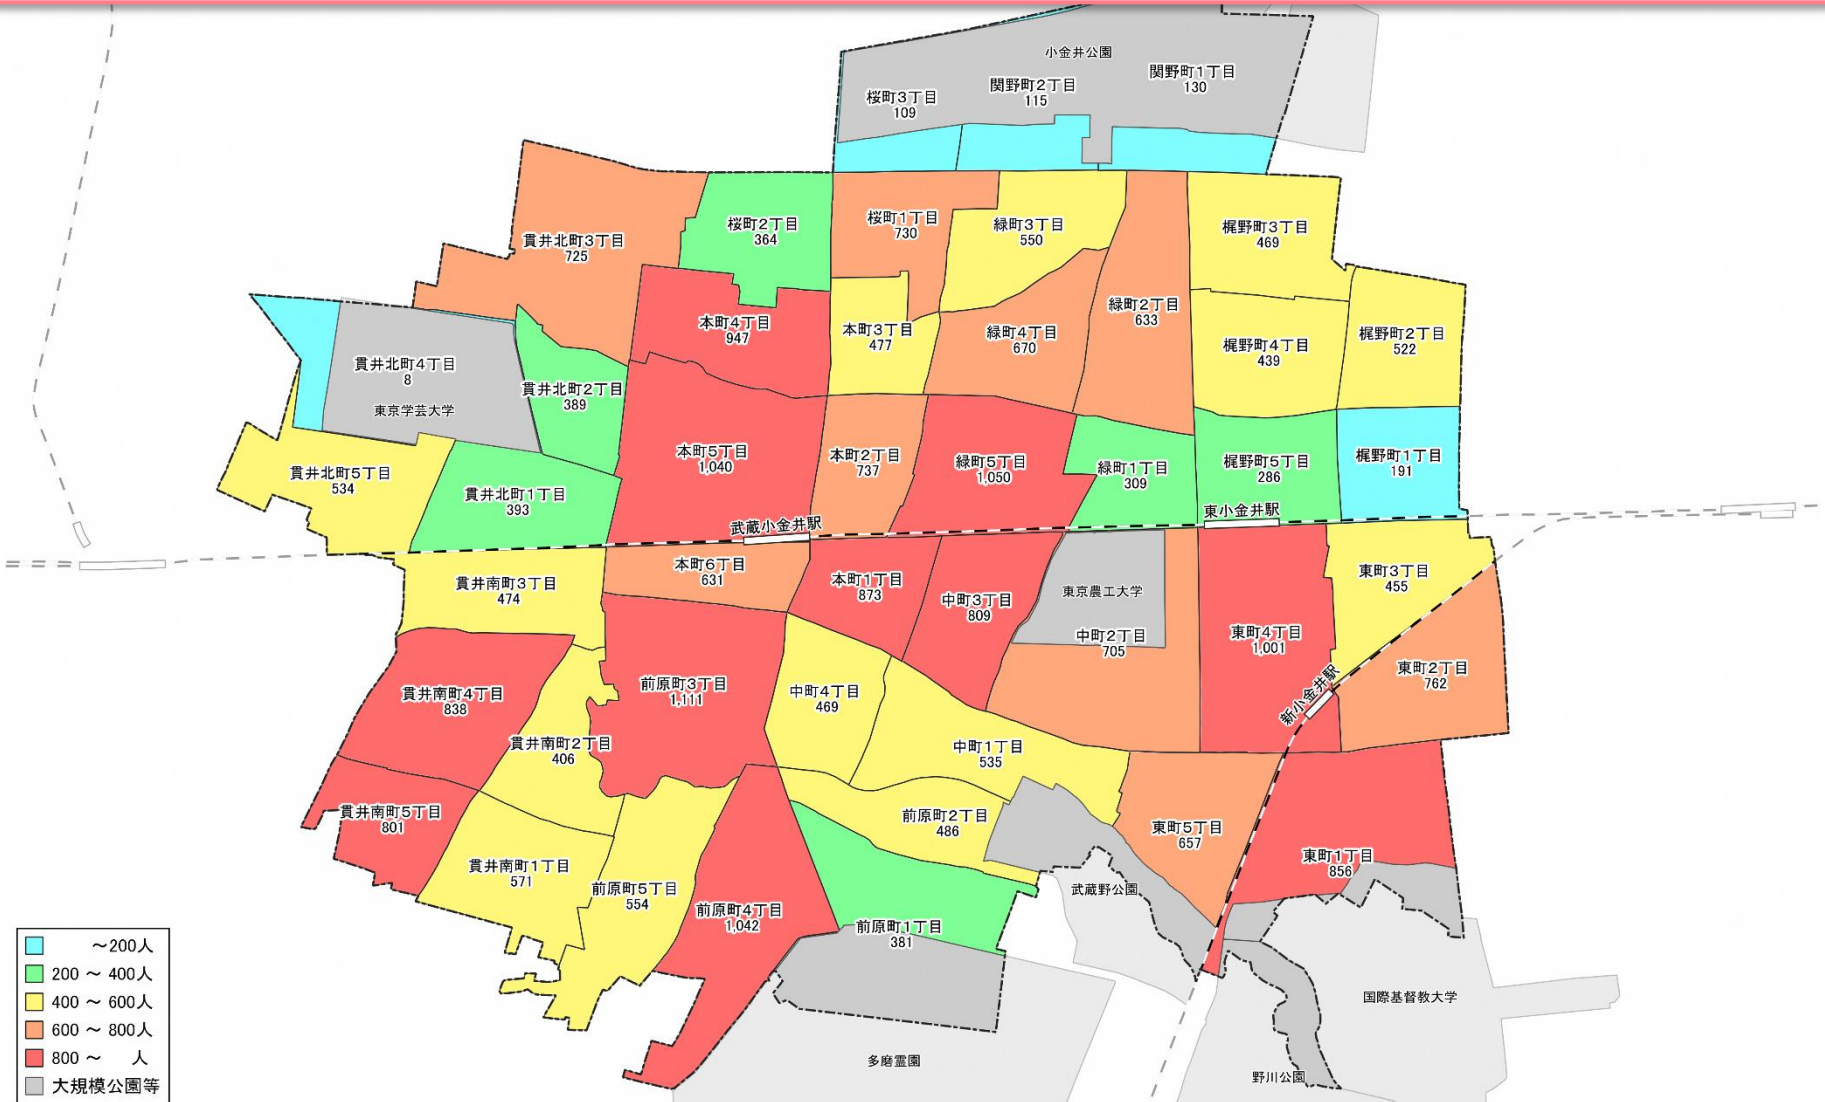 小金井公園
関野町1丁目
130
関野町2丁目
115
桜町3丁目
109
桜町2丁目
364
桜町1丁目
730
緑町3丁目
550
梶野町3丁目
469
貫井北町3丁目
725
緑町2丁目
633
本町4丁目
947
本町3丁目
477
緑町4丁目
670
梶野町4丁目
439
梶野町2丁目
522
貫井北町4丁目
8
東京学芸大学
貫井北町2丁目
389
本町5丁目
1,040
本町2丁目
737
緑町5丁目
1,050
緑町1丁目
309
梶野町5丁目
286
梶野町1丁目
191
貫井北町5丁目
534
貫井北町1丁目
393
武蔵小金井駅
東小金井駅
貫井南町3丁目
474
本町6丁目
631
本町1丁目
873
中町3丁目
809
東京農工大学
中町2丁目
705
東町4丁目
1,001
東町3丁目
455
東町2丁目
762
新小金井駅
貫井南町4丁目
838
前原町3丁目
1,111
中町4丁目
469
貫井南町2丁目
406
中町1丁目
535
貫井南町5丁目
801
前原町2丁目
486
東町5丁目
657
東町1丁目
856
貫井南町1丁目
571
前原町5丁目
554
前原町4丁目
1,042
前原町1丁目
381
武蔵野公園
国際基督教大学
多磨霊園
野川公園
～200人
200 ～ 400人
400 ～ 600人
600 ～ 800人
800 ～ 人
大規模公園等